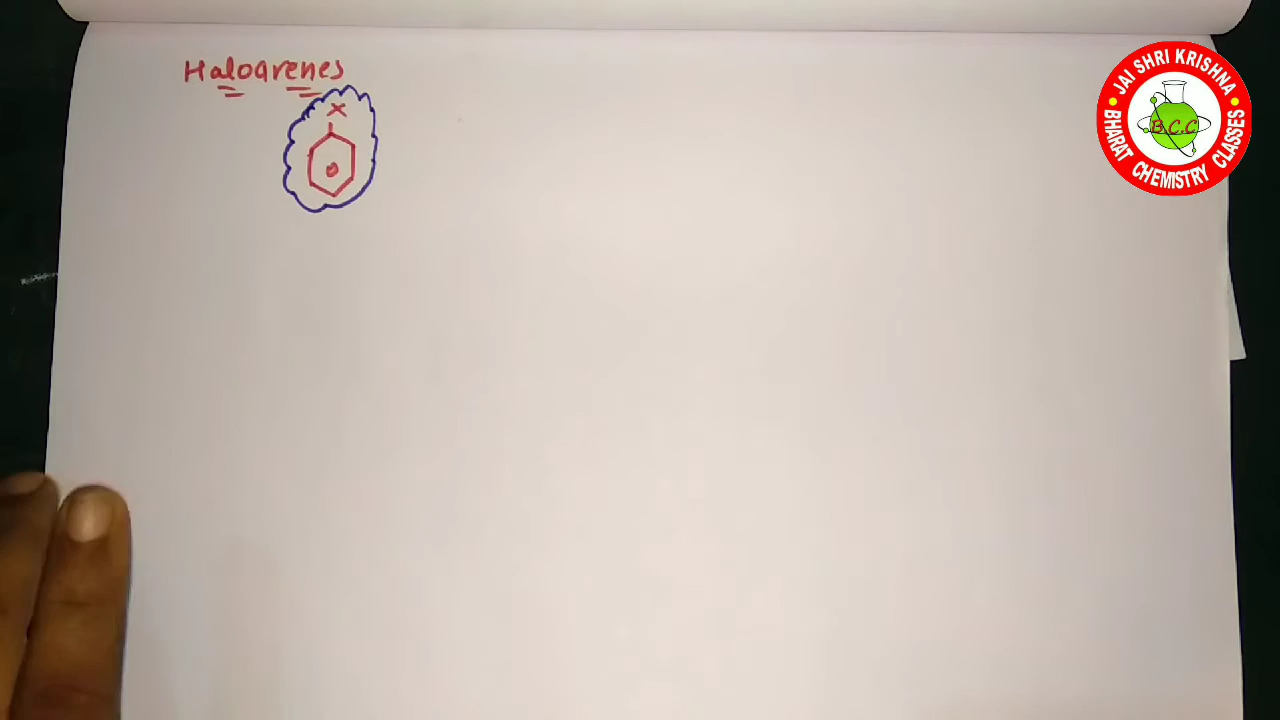 Haloarenes
X
JAI SHRI KRISHNA
B.C.C
BHARAT CHEMISTRY CLASSES